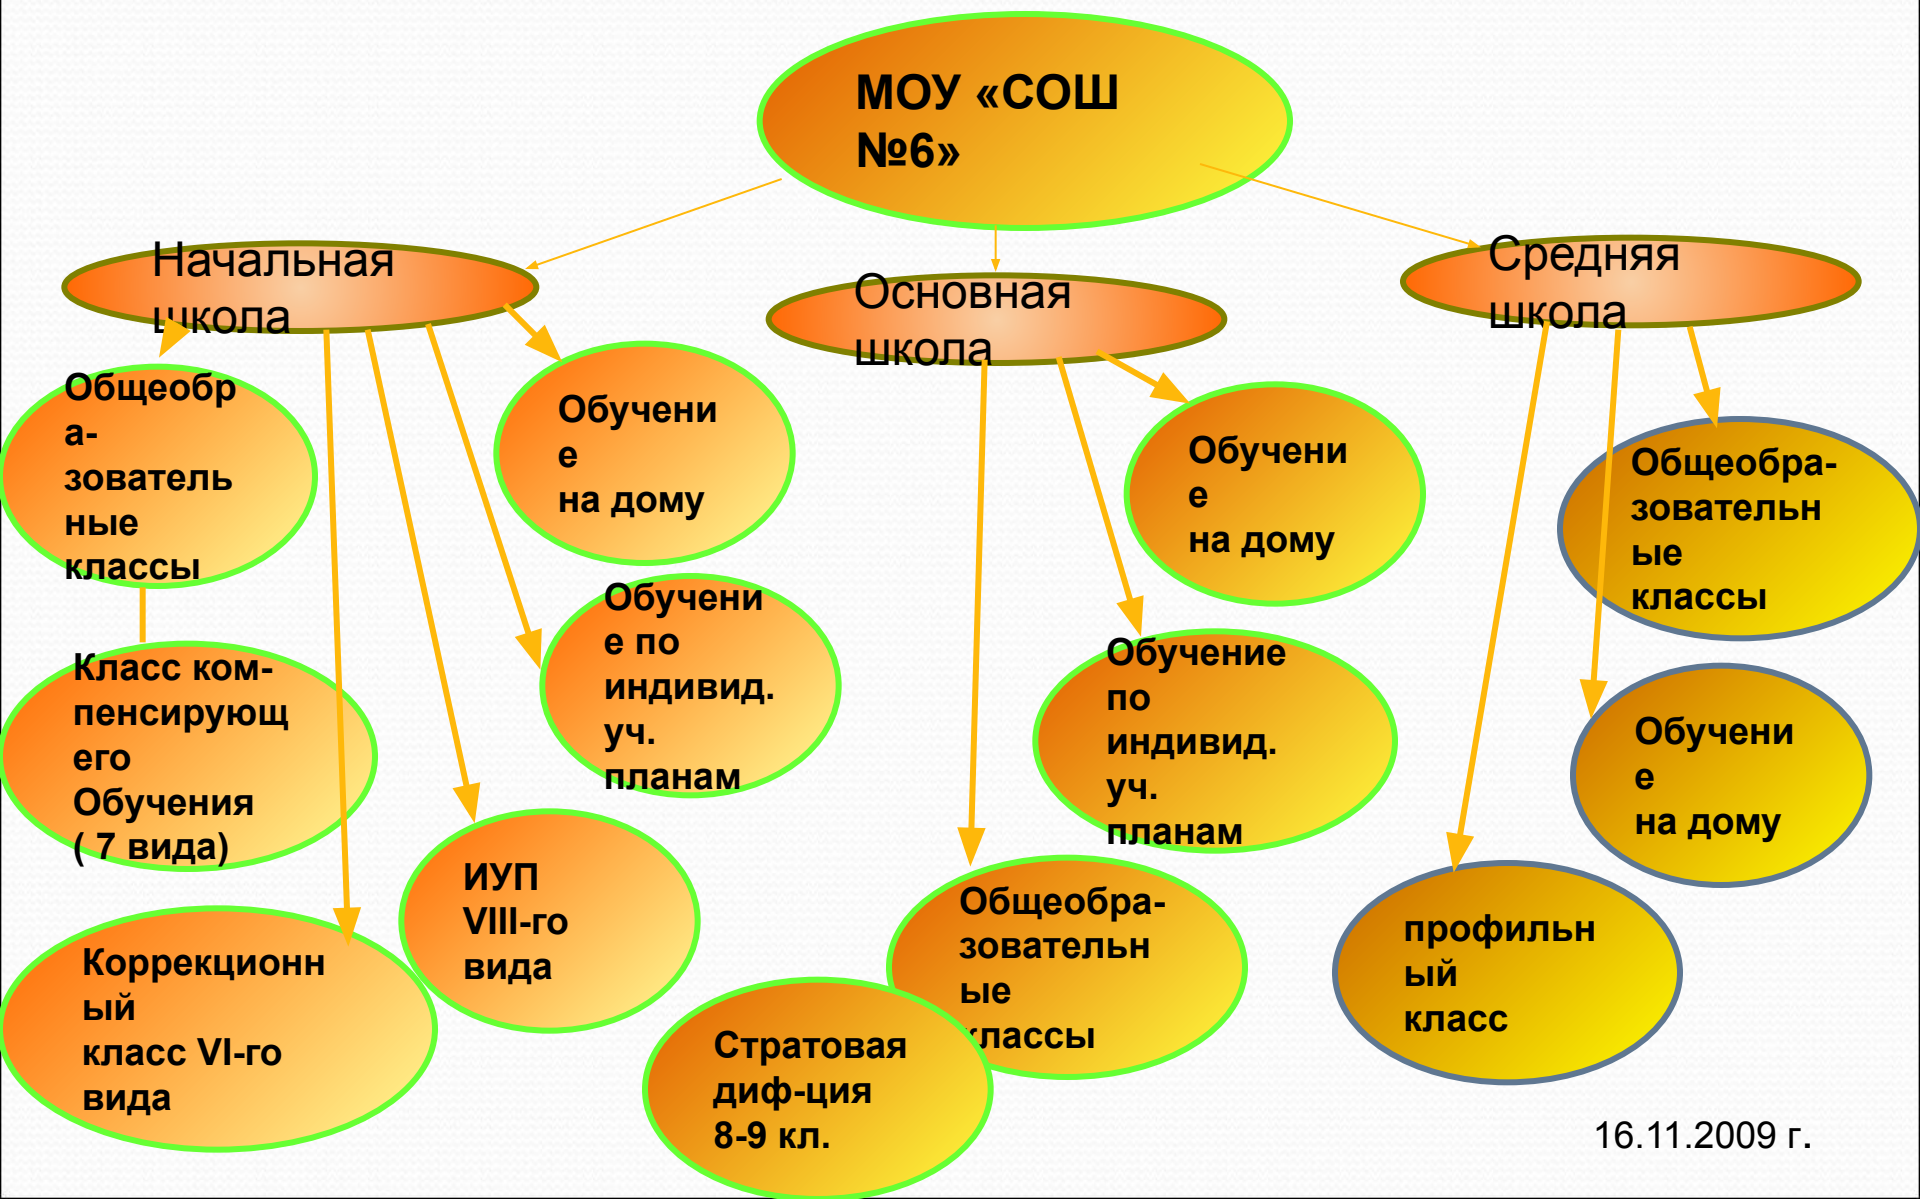 МОУ «СОШ
№6»
Начальная
школа
Основная
школа
Средняя
школа
Общеобр
а-
зователь
ные
классы
Обучени
е
на дому
Обучени
е
на дому
Общеобра-
зовательн
ые
классы
Класс ком-
пенсирующ
его
Обучения
( 7 вида)
Обучени
е по
индивид.
уч.
планам
Обучение
по
индивид.
уч.
планам
Обучени
е
на дому
Коррекционн
ый
класс VI-го
вида
ИУП
VIII-го
вида
Общеобра-
зовательн
ые
классы
Стратовая
диф-ция
8-9 кл.
профильн
ый
класс
16.11.2009 г.